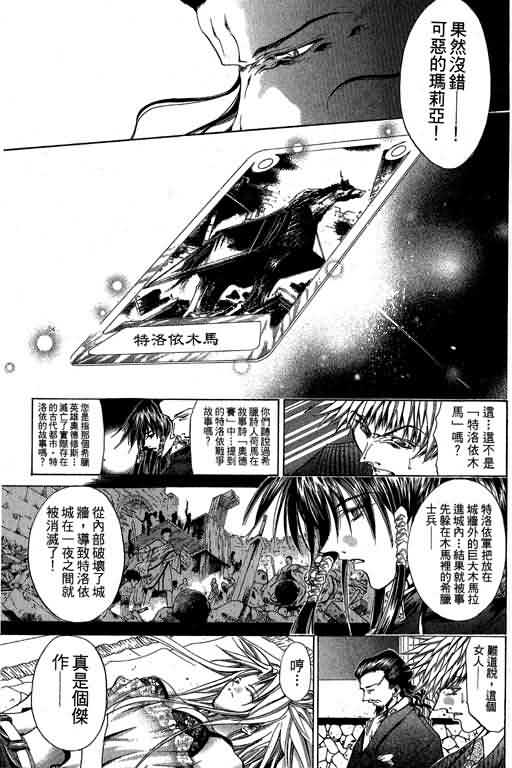 果然沒錯——！
可惡的瑪莉亞！
特洛依木馬
這…這不是
「特洛依木
馬」嗎？
你們聽說過希
臘詩人荷馬在
故事詩「奧德
賽」中…提到
的特洛依戰爭
故事嗎？
您是指那個希臘
英雄奧德修斯…
滅亡了實際存在
的古代都市．特
洛依的故事嗎？
特洛依軍把放在
城牆外的巨大木馬拉
進城內…結果就被事
先躲在木馬裡的希臘
士兵
從內部破壞了城
牆，導致特洛依
城在一夜之間就
被消滅了！
難道說，這個
女人—
哼…
真是個傑
作